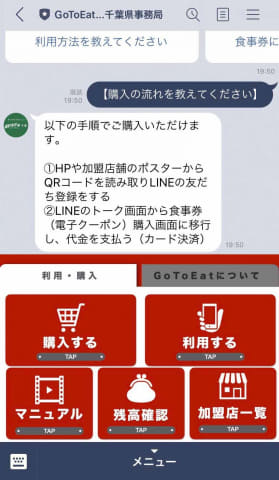 GoToEat...千葉県事務局
利用方法を教えてください
食事券に
19:50
既読
19:50
【購入の流れを教えてください】
以下の手順でご購入いただけま
す。
①HPや加盟店舗のポスターから
QRコードを読み取りLINEの友だ
ち登録をする
②LINEのトーク画面から食事券
（電子クーポン）購入画面に移行
し、代金を支払う（カード決済）
19:50
利用・購入
GoToEatについて
購入する
TAP
利用する
TAP
マニュアル
TAP
残高確認
TAP
加盟店一覧
TAP
メニュー